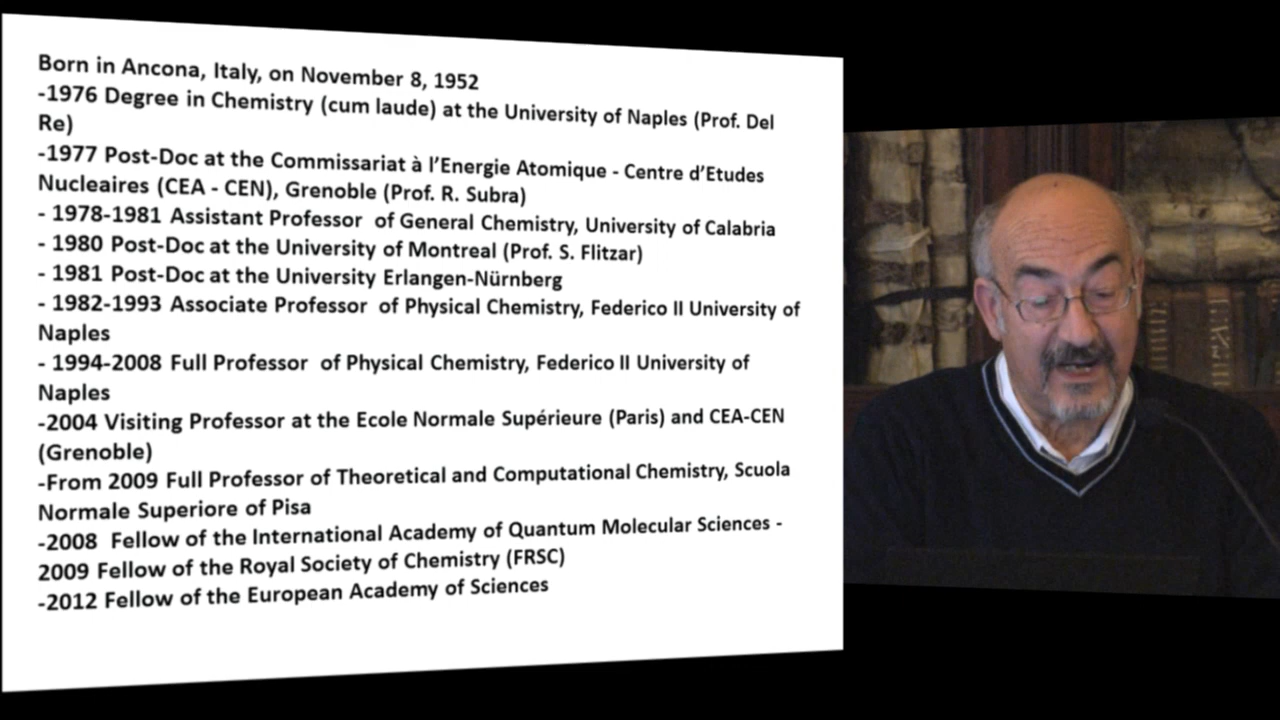 Born in Ancona, Italy, on November 8, 1952
-1976 Degree in Chemistry (cum laude) at the University of Naples (Prof. Del
Re)
-1977 Post-Doc at the Commissariat à l'Energie Atomique - Centre d'Etudes
Nucleaires (CEA - CEN), Grenoble (Prof. R. Subra)
- 1978-1981 Assistant Professor of General Chemistry, University of Calabria
- 1980 Post-Doc at the University of Montreal (Prof. S. Flitzar)
- 1981 Post-Doc at the University Erlangen-Nürnberg
- 1982-1993 Associate Professor of Physical Chemistry, Federico II University of
Naples
- 1994-2008 Full Professor of Physical Chemistry, Federico II University of
Naples
-2004 Visiting Professor at the Ecole Normale Supérieure (Paris) and CEA-CEN
(Grenoble)
-From 2009 Full Professor of Theoretical and Computational Chemistry, Scuola
Normale Superiore of Pisa
-2008 Fellow of the International Academy of Quantum Molecular Sciences -
2009 Fellow of the Royal Society of Chemistry (FRSC)
-2012 Fellow of the European Academy of Sciences